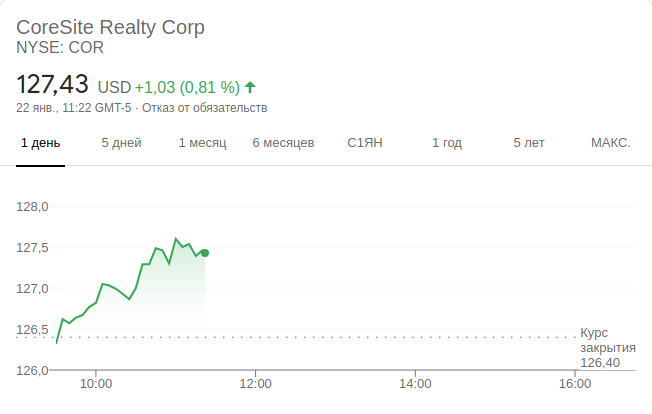 CoreSite Realty Corp
NYSE: COR
127,43 USD +1,03 (0,81 %)
22 янв., 11:22 GMT-5 · Отказ от обязательств
1 день 5 дней 1 месяц 6 месяцев С1ЯН 1 год 5 лет МАКС.
128,0
127,5
127,0
126,5
Курс
закрытия
126,40
126,0
10:00 12:00 14:00 16:00